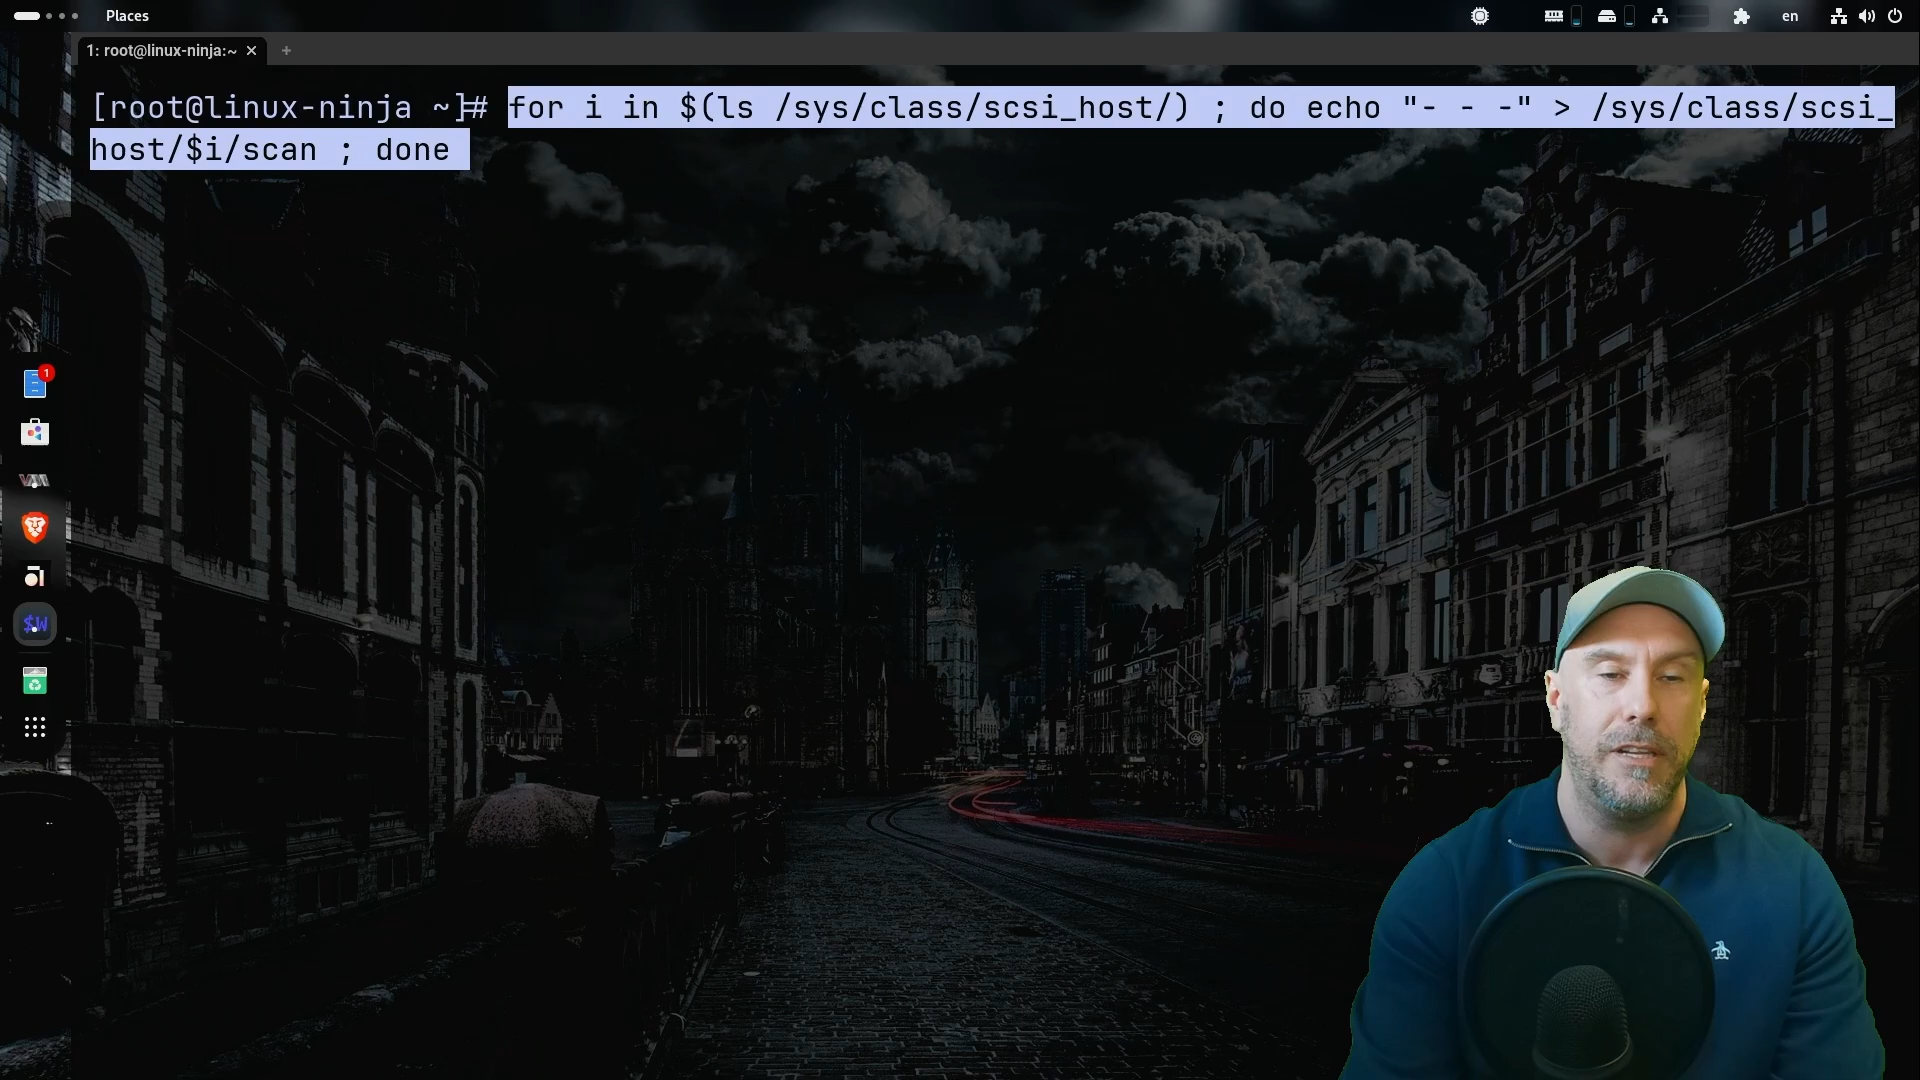 Places
en
1: root@linux-ninja:~
[root@linux-ninja ~]# for i in $(ls /sys/class/scsi_host/) ; do echo "- - -" > /sys/class/scsi_
host/$i/scan ; done
1
$W